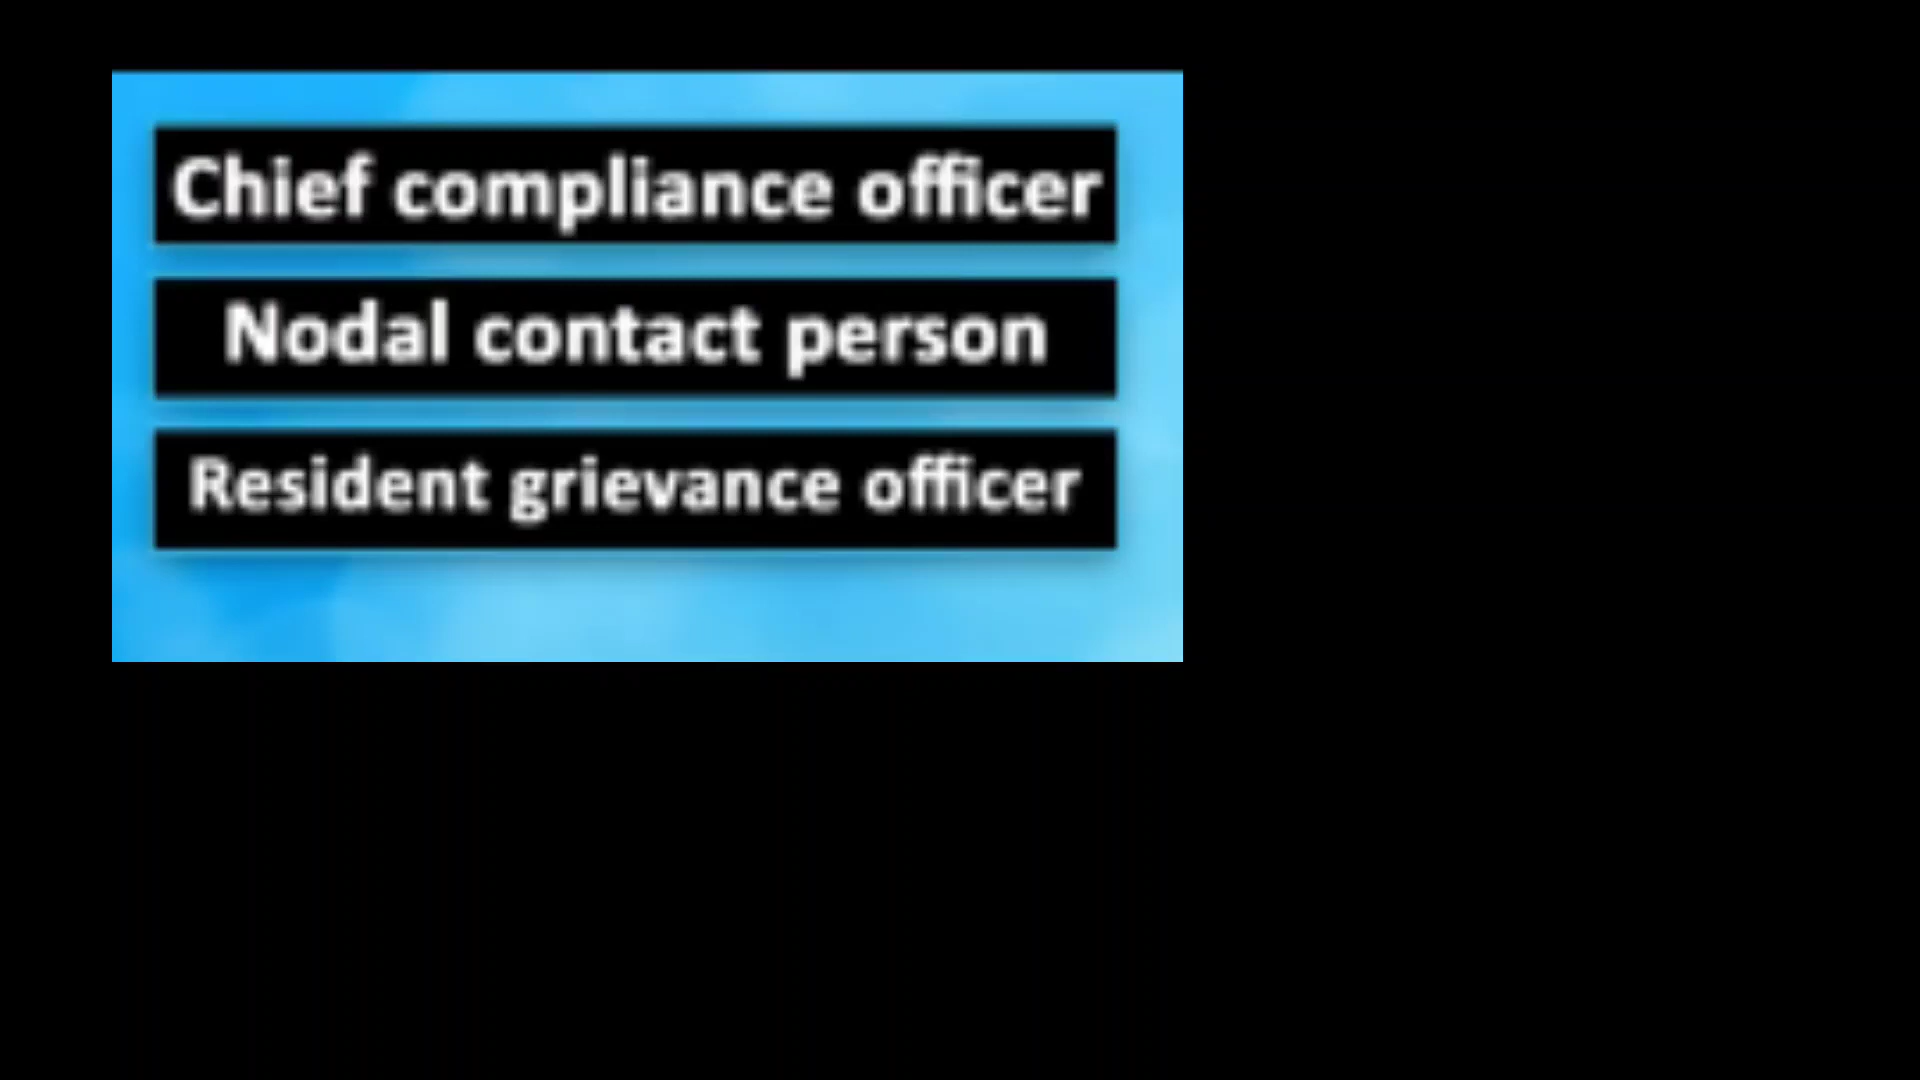 Chief compliance officer
Nodal contact person
Resident grievance officer